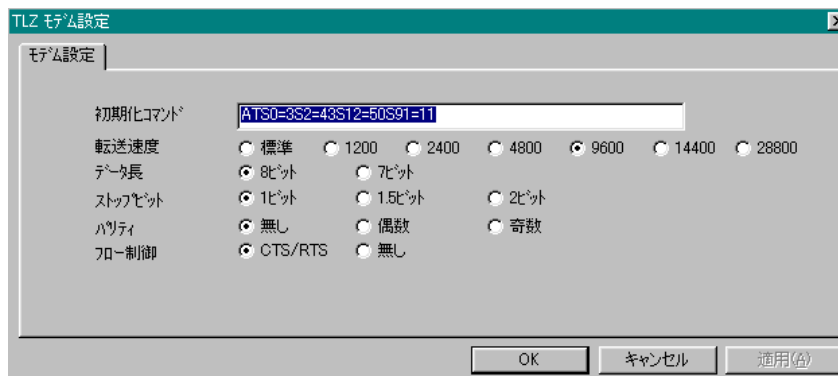 TLZ モデム設定
モデム設定
初期化コマンド ATS0=3S2=43S12=50S91=11
転送速度 標準 1200 2400 4800 9600 14400 28800
データ長 8ビット 7ビット
ストップビット 1ビット 1.5ビット 2ビット
パリティ 無し 偶数 奇数
フロー制御 CTS/RTS 無し
OK キャンセル 適用(A)